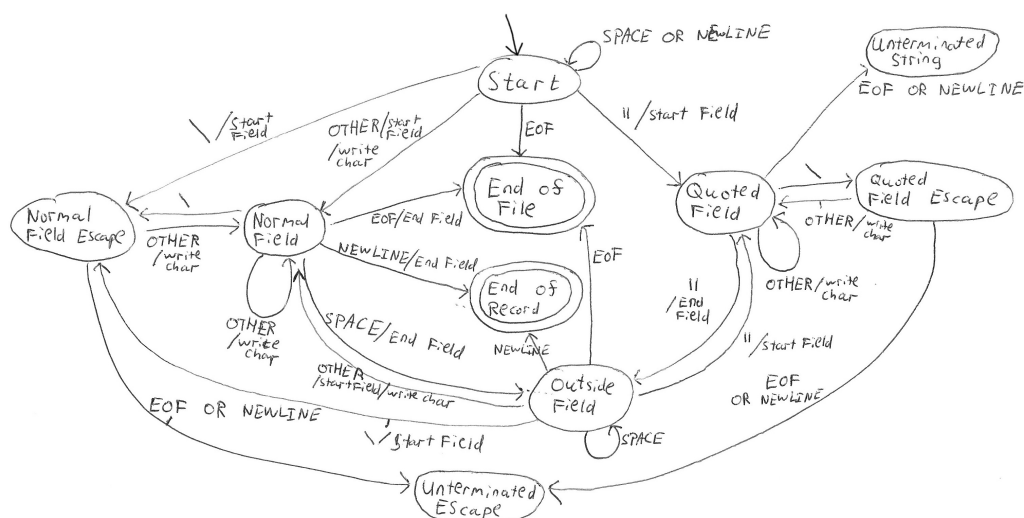 SPACE OR NEWLINE
Unterminated
String
Start
EOF OR NEWLINE
\/Start
Field
OTHER/Start
Field
/write
char
EOF
"/Start Field
End of
File
Quoted
Field
\
Quoted
Field Escape
Normal
Field Escape
\
Normal
Field
EOF/End Field
OTHER/write
char
OTHER
/write
char
NEWLINE/End Field
EOF
OTHER/write
char
End of
Record
"
/End
Field
OTHER
/write
char
SPACE/End Field
NEWLINE
"/Start Field
OTHER
/startField/write char
Outside
Field
EOF
OR NEWLINE
EOF OR NEWLINE
\/Start Field
SPACE
Unterminated
Escape